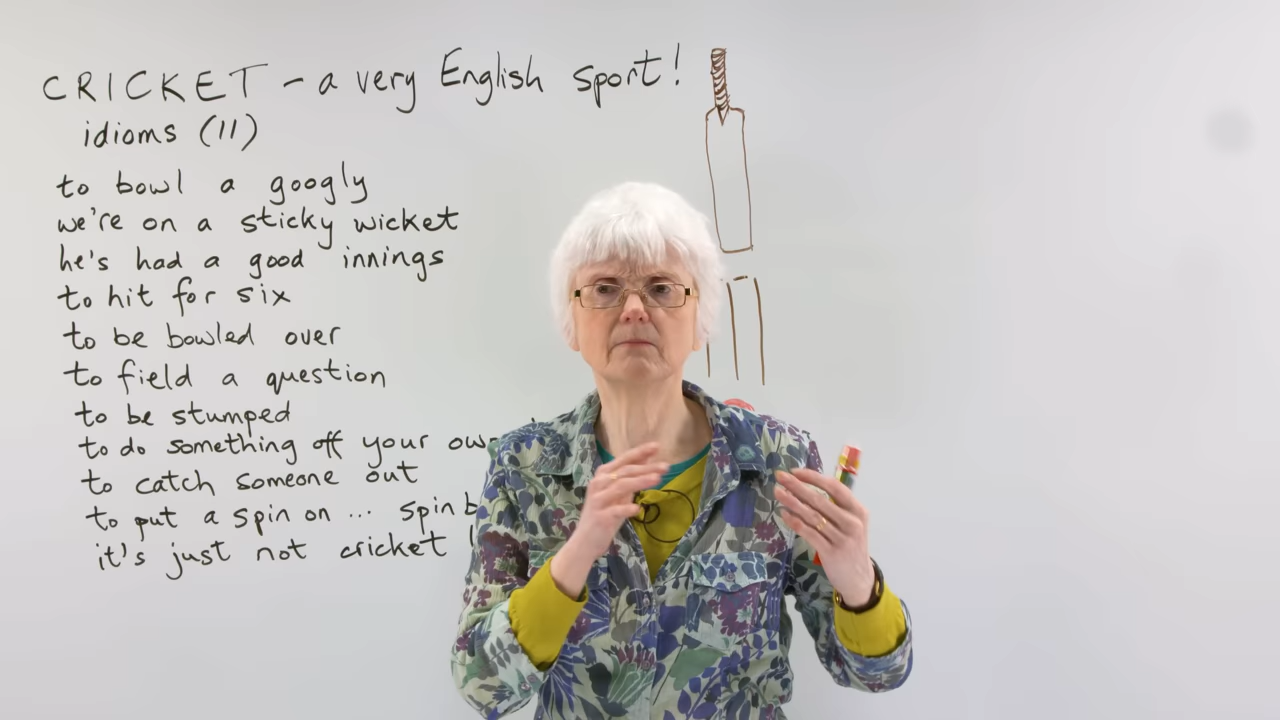 CRICKET - a very English sport!
idioms (11)
to bowl a googly
we're on a sticky wicket
he's had a good innings
to hit for six
to be bowled over
to field a question
to be stumped
to do something off your
to catch someone out
to put a spin on ... spin
it's just not cricket